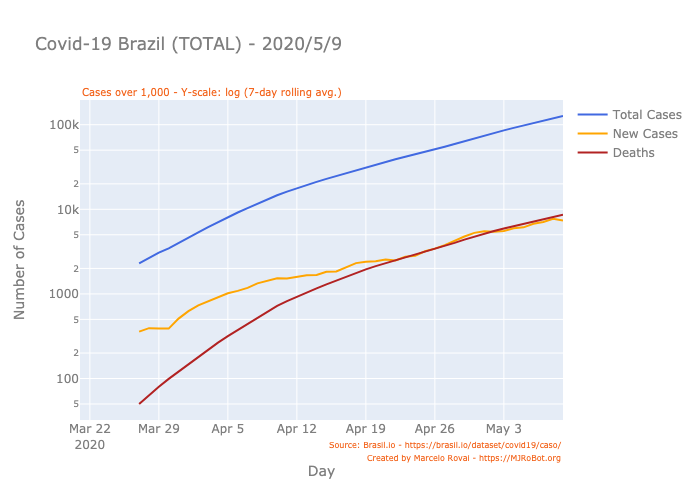 Covid-19 Brazil (TOTAL) - 2020/5/9
Cases over 1,000 - Y-scale: log (7-day rolling avg.)
Total Cases
New Cases
Deaths
Number of Cases
100k
5
2
10k
5
2
1000
5
2
100
5
Mar 22
2020
Mar 29
Apr 5
Apr 12
Apr 19
Apr 26
May 3
Source: Brasil.io - https://brasil.io/dataset/covid19/caso/
Created by Marcelo Rovai - https://MJRoBot.org
Day